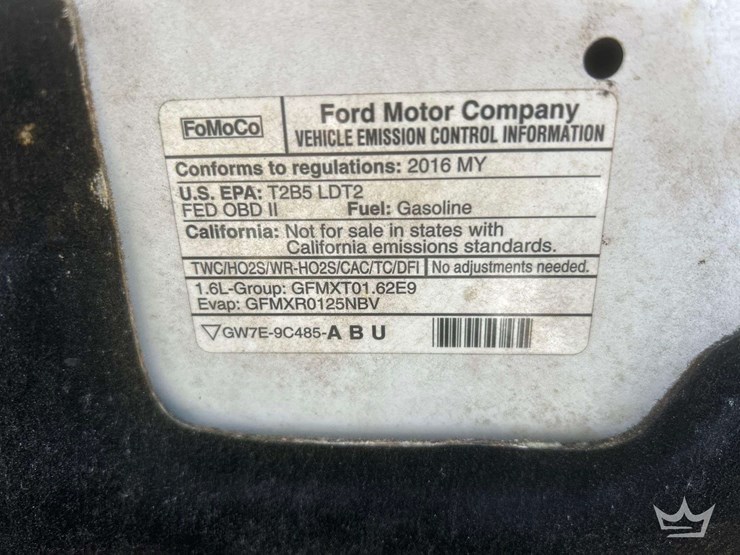 FoMoCo
Ford Motor Company
VEHICLE EMISSION CONTROL INFORMATION
Conforms to regulations: 2016 MY
U.S. EPA: T2B5 LDT2
FED OBD II Fuel: Gasoline
California: Not for sale in states with
California emissions standards.
TWC/HO2S/WR-HO2S/CAC/TC/DFI No adjustments needed.
1.6L-Group: GFMXT01.62E9
Evap: GFMXR0125NBV
▽GW7E-9C485-A B U